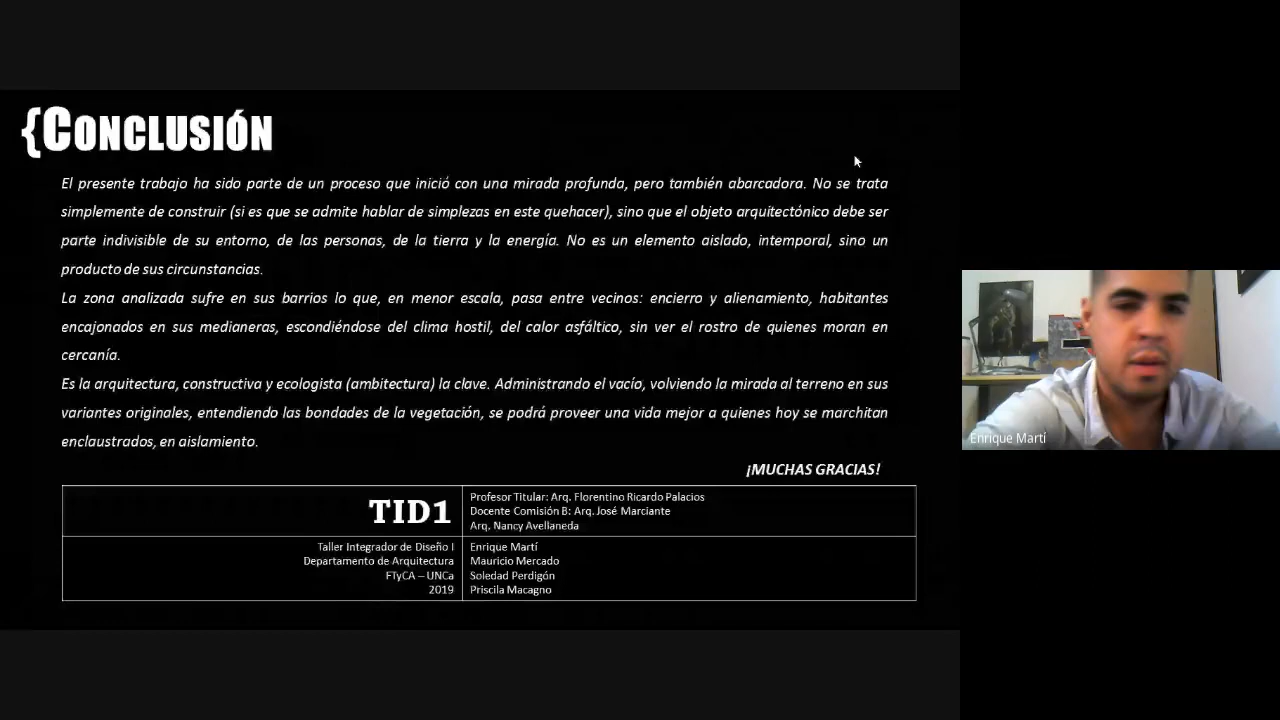 {CONCLUSIÓN
El presente trabajo ha sido parte de un proceso que inició con una mirada profunda, pero también abarcadora. No se trata
simplemente de construir (si es que se admite hablar de simplezas en este quehacer), sino que el objeto arquitectónico debe ser
parte indivisible de su entorno, de las personas, de la tierra y la energía. No es un elemento aislado, intemporal, sino un
producto de sus circunstancias.
La zona analizada sufre en sus barrios lo que, en menor escala, pasa entre vecinos: encierro y alienamiento, habitantes
encajonados en sus medianeras, escondiéndose del clima hostil, del calor asfáltico, sin ver el rostro de quienes moran en
cercanía.
Es la arquitectura, constructiva y ecologista (ambitectura) la clave. Administrando el vacío, volviendo la mirada al terreno en sus
variantes originales, entendiendo las bondades de la vegetación, se podrá proveer una vida mejor a quienes hoy se marchitan
enclaustrados, en aislamiento.
¡MUCHAS GRACIAS!
TID1
Profesor Titular: Arq. Florentino Ricardo Palacios
Docente Comisión B: Arq. José Marciante
Arq. Nancy Avellaneda
Taller Integrador de Diseño I
Departamento de Arquitectura
FTyCA – UNCa
2019
Enrique Martí
Mauricio Mercado
Soledad Perdigón
Priscila Macagno
Enrique Martí